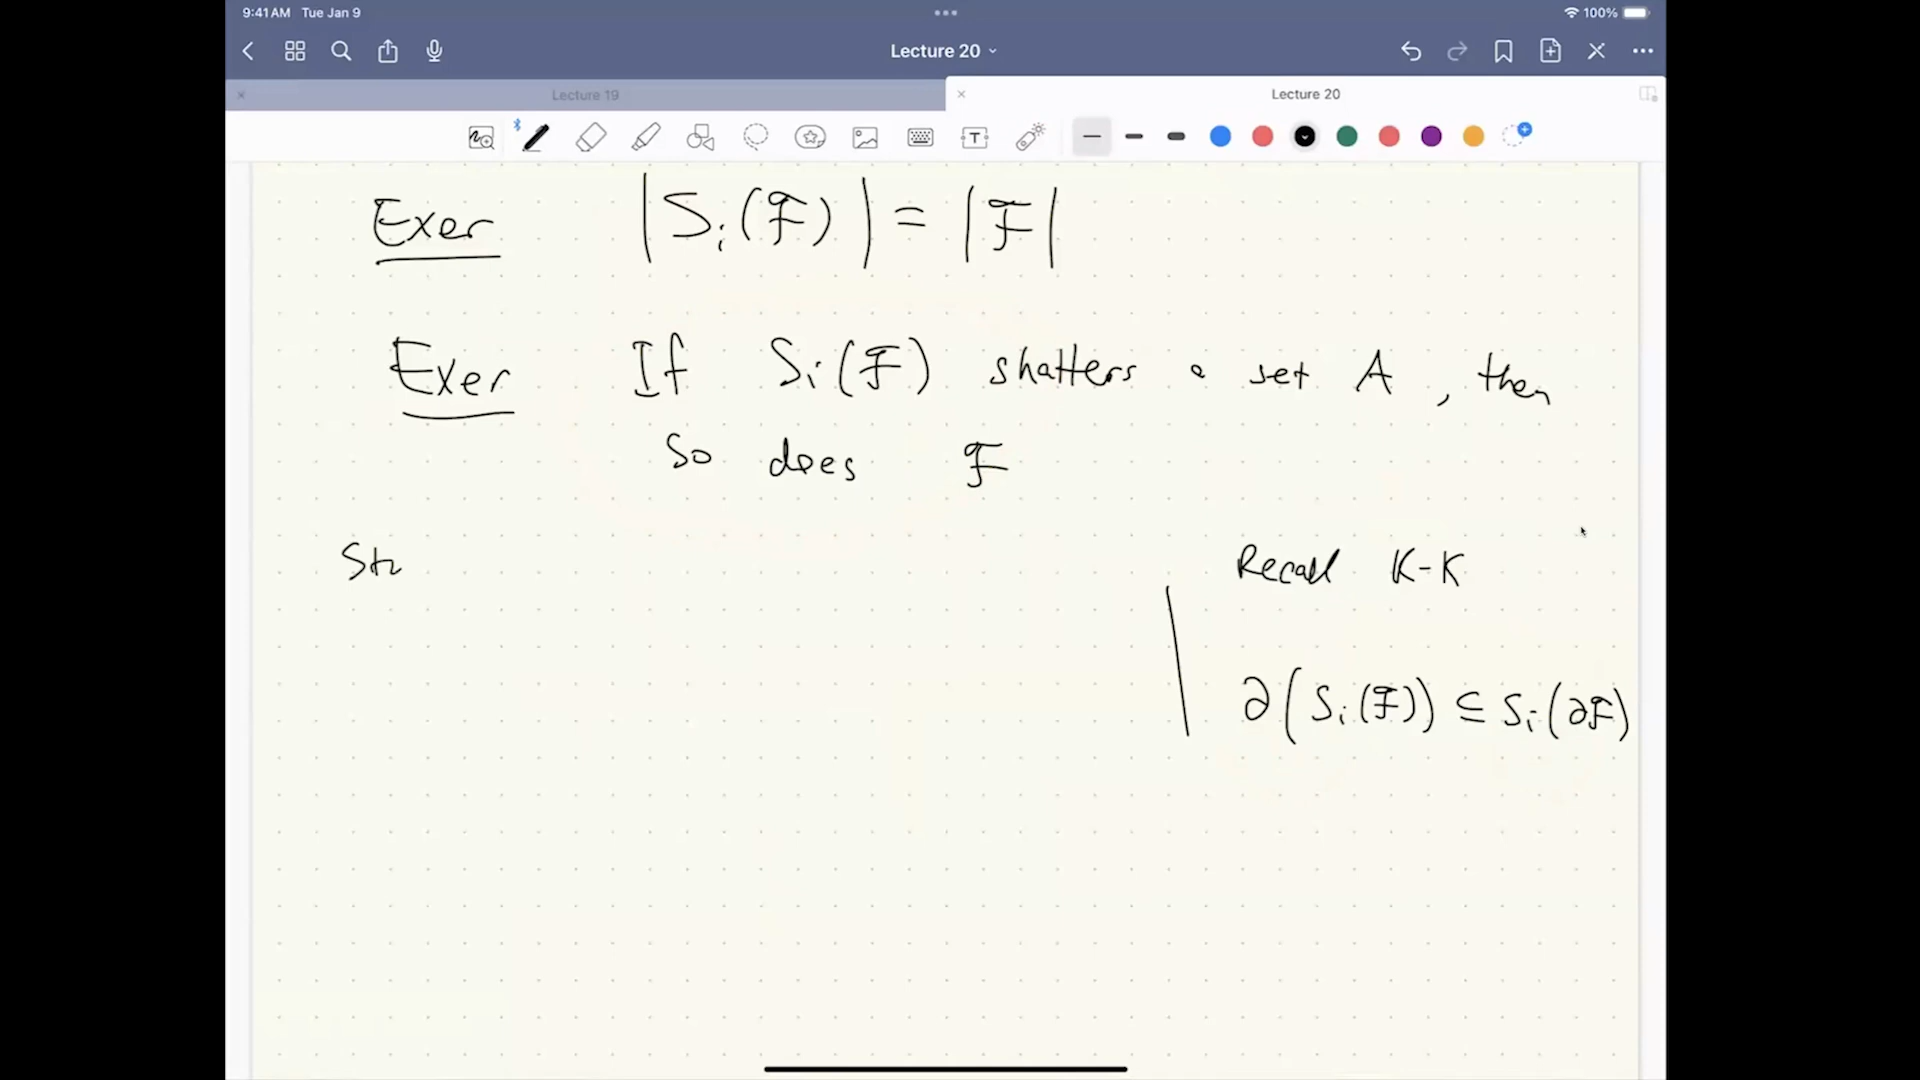 9:41 AM Tue Jan 9
100%
Lecture 20
Lecture 19
Lecture 20
T
Exer |S_i(ℱ)| = |ℱ|
Exer If S_i(ℱ) shatters a set A, then
so does ℱ
Sta
Recall K-K
∂(S_i(ℱ)) ⊆ S_i(∂ℱ)